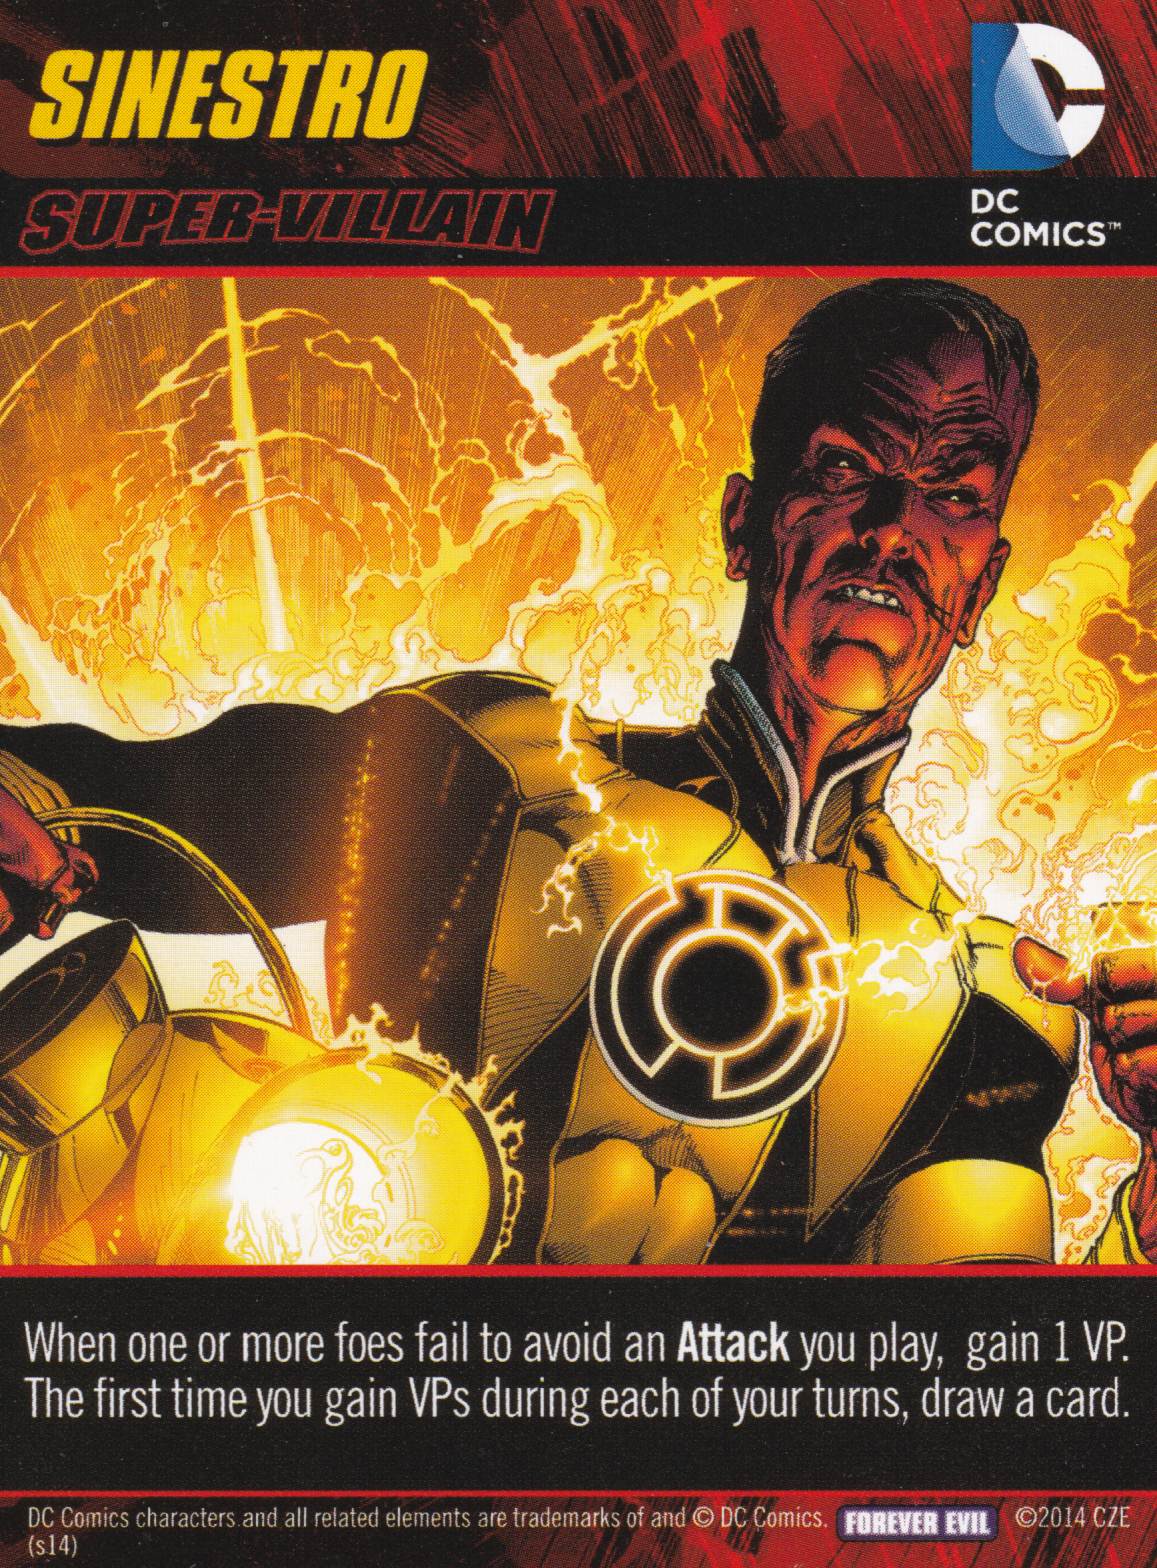 SINESTRO
SUPER-VILLAIN
DC
COMICS™
When one or more foes fail to avoid an Attack you play, gain 1 VP.
The first time you gain VPs during each of your turns, draw a card.
DC Comics characters and all related elements are trademarks of and © DC Comics. FOREVER EVIL ©2014 CZE
(s14)